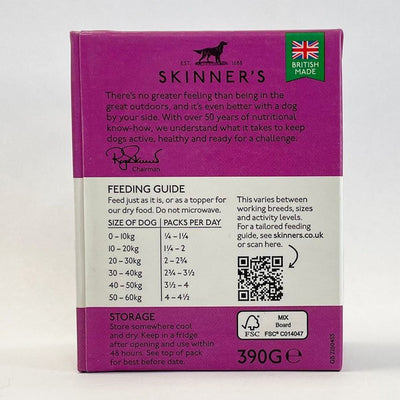 EST. 1688
SKINNER'S
BRITISH
MADE
There's no greater feeling than being in the
great outdoors, and it's even better with a dog
by your side. With over 50 years of nutritional
know-how, we understand what it takes to keep
dogs active, healthy and ready for a challenge.
Chairman
FEEDING GUIDE
Feed just as it is, or as a topper for
our dry food. Do not microwave.
SIZE OF DOG | PACKS PER DAY
0 – 10kg ¼ – 1¼
10 – 20kg 1¼ – 2
20 – 30kg 2 – 2¾
30 – 40kg 2¾ – 3½
40 – 50kg 3½ – 4
50 – 60kg 4 – 4½
This varies between
working breeds, sizes
and activity levels.
For a tailored feeding
guide, see skinners.co.uk
or scan here.
STORAGE
Store somewhere cool
and dry. Keep in a fridge
after opening and use within
48 hours. See top of pack
for best before date.
FSC
MIX
Board
FSC® C014047
390G℮